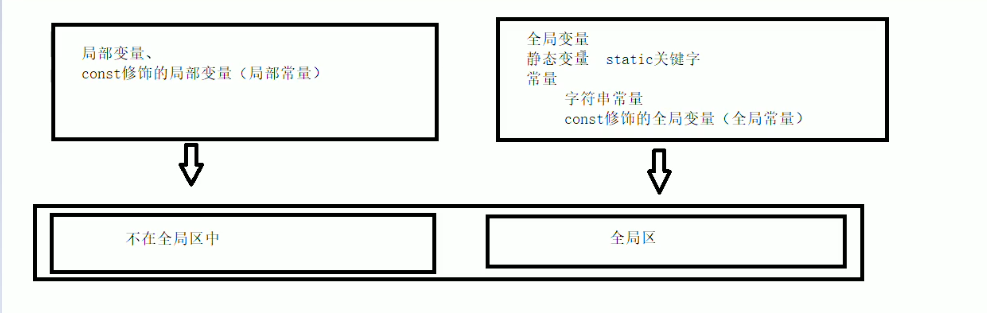 局部变量、
const修饰的局部变量（局部常量）
全局变量
静态变量 static关键字
常量
字符串常量
const修饰的全局变量（全局常量）
不在全局区中
全局区